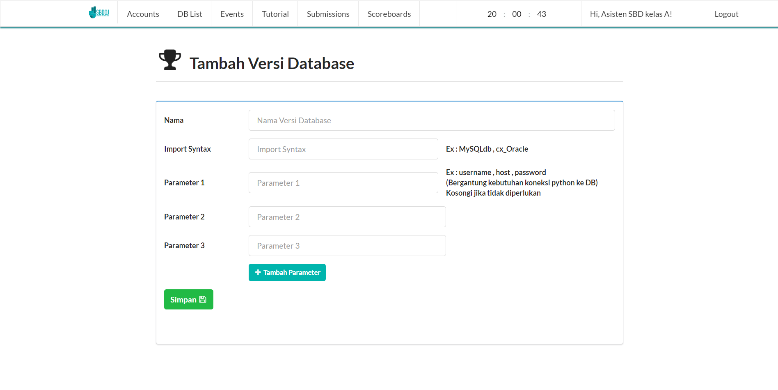 SBD
Accounts DB List Events Tutorial Submissions Scoreboards 20 : 00 : 43 Hi, Asisten SBD kelas A! Logout
Tambah Versi Database
Nama Nama Versi Database
Import Syntax Import Syntax Ex : MySQLdb , cx_Oracle
Ex : username , host , password
Parameter 1 Parameter 1 (Bergantung kebutuhan koneksi python ke DB)
Kosongi jika tidak diperlukan
Parameter 2 Parameter 2
Parameter 3 Parameter 3
+ Tambah Parameter
Simpan